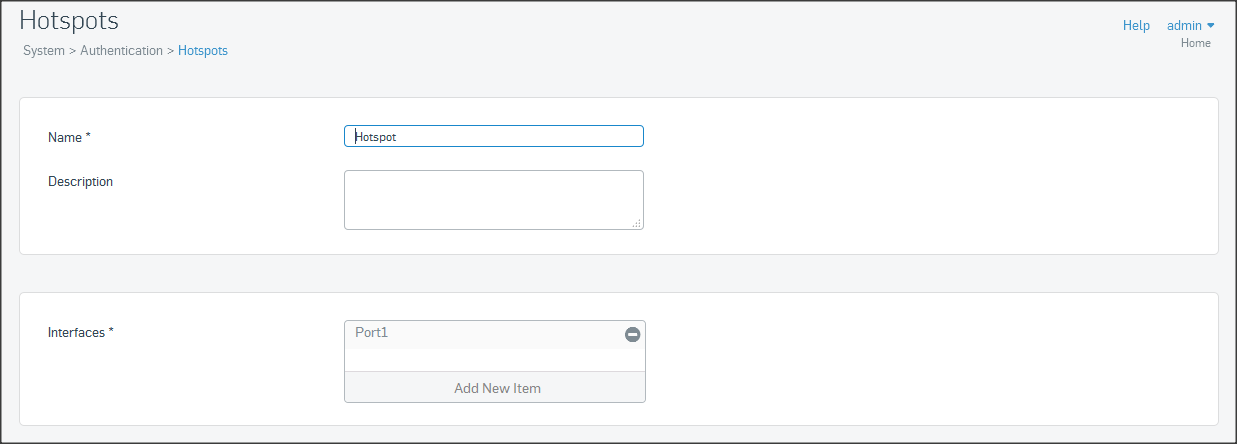 Hotspots
Help admin
System > Authentication > Hotspots
Home
Name *
Hotspot
Description
Interfaces *
Port1
Add New Item